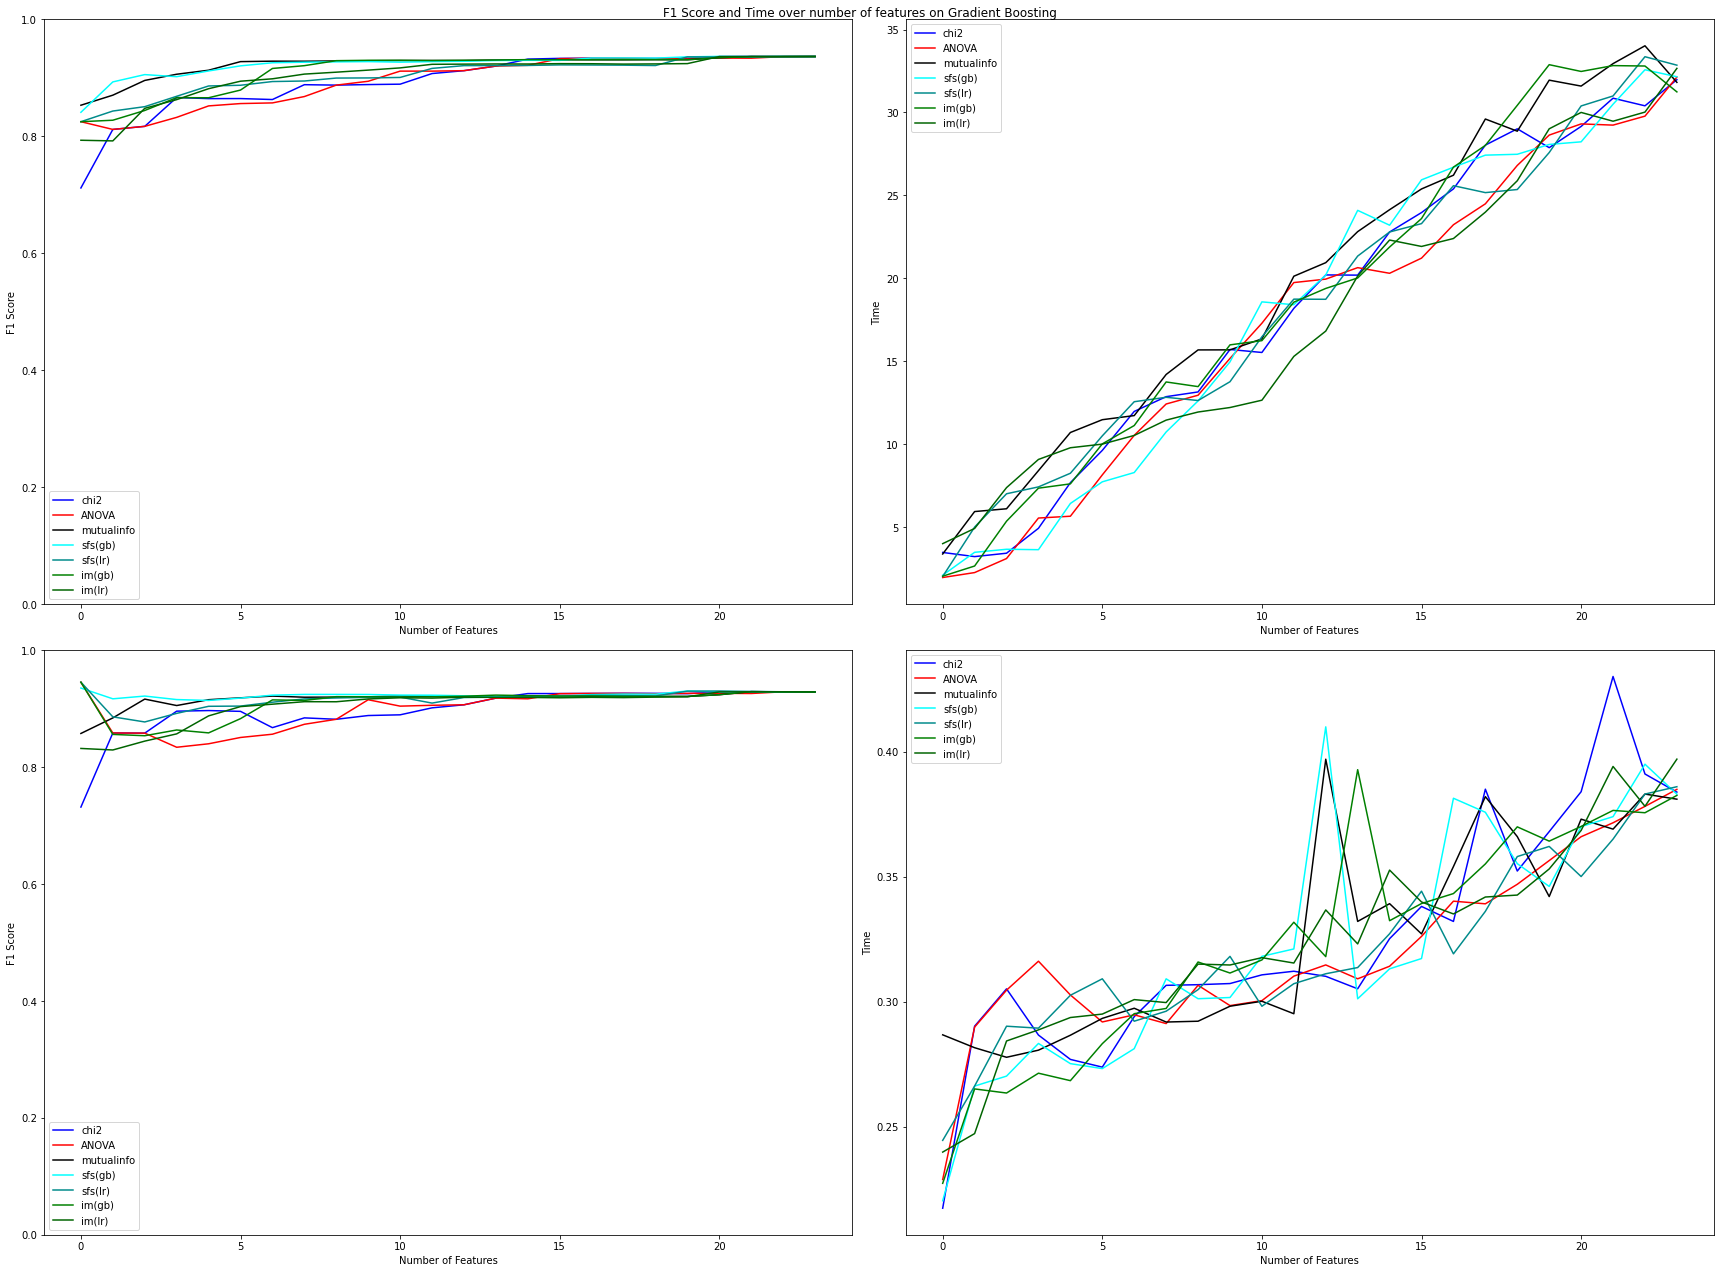 F1 Score and Time over number of features on Gradient Boosting
1.0
0.8
0.6
0.4
0.2
0.0
F1 Score
chi2
ANOVA
mutualinfo
sfs(gb)
sfs(lr)
im(gb)
im(lr)
0
5
10
15
20
Number of Features
35
30
25
20
15
10
5
Time
chi2
ANOVA
mutualinfo
sfs(gb)
sfs(lr)
im(gb)
im(lr)
0
5
10
15
20
Number of Features
1.0
0.8
0.6
0.4
0.2
0.0
F1 Score
chi2
ANOVA
mutualinfo
sfs(gb)
sfs(lr)
im(gb)
im(lr)
0
5
10
15
20
Number of Features
0.40
0.35
0.30
0.25
Time
chi2
ANOVA
mutualinfo
sfs(gb)
sfs(lr)
im(gb)
im(lr)
0
5
10
15
20
Number of Features